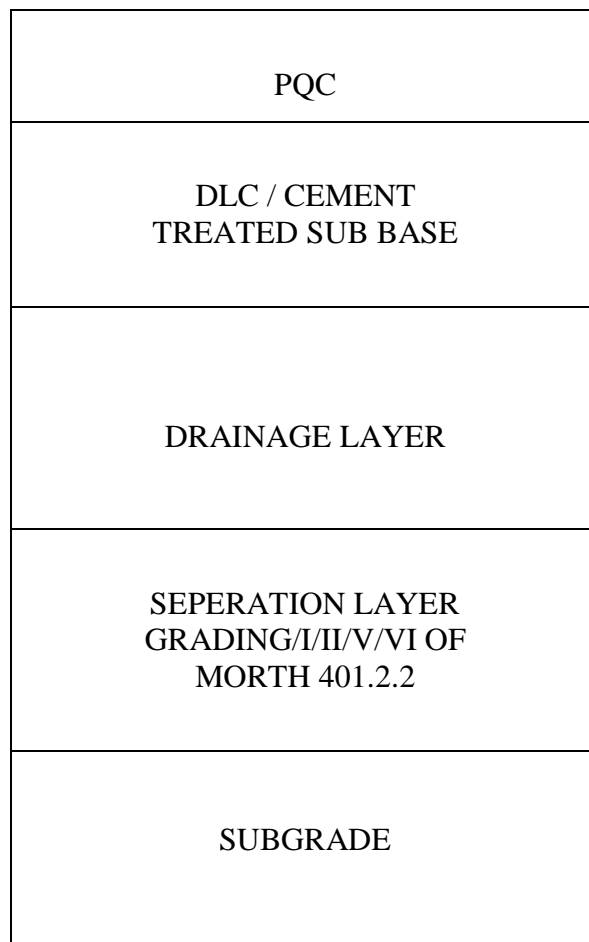 PQC
DLC / CEMENT
TREATED SUB BASE
DRAINAGE LAYER
SEPERATION LAYER
GRADING/I/II/V/VI OF
MORTH 401.2.2
SUBGRADE